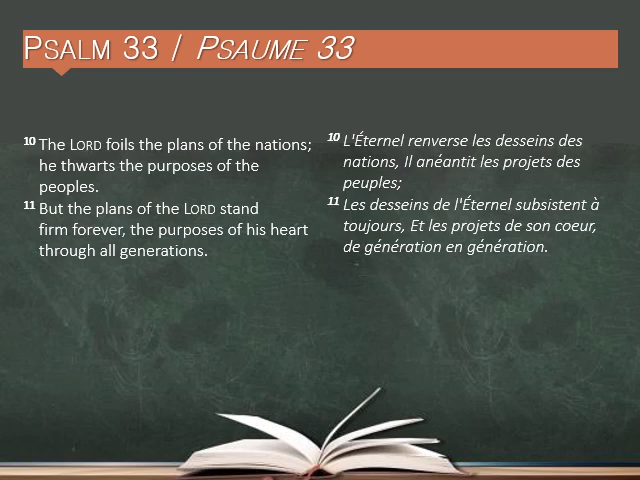 PSALM 33 / PSAUME 33
10 The LORD foils the plans of the nations;
he thwarts the purposes of the
peoples.
11 But the plans of the LORD stand
firm forever, the purposes of his heart
through all generations.
10 L'Éternel renverse les desseins des
nations, Il anéantit les projets des
peuples;
11 Les desseins de l'Éternel subsistent à
toujours, Et les projets de son coeur,
de génération en génération.